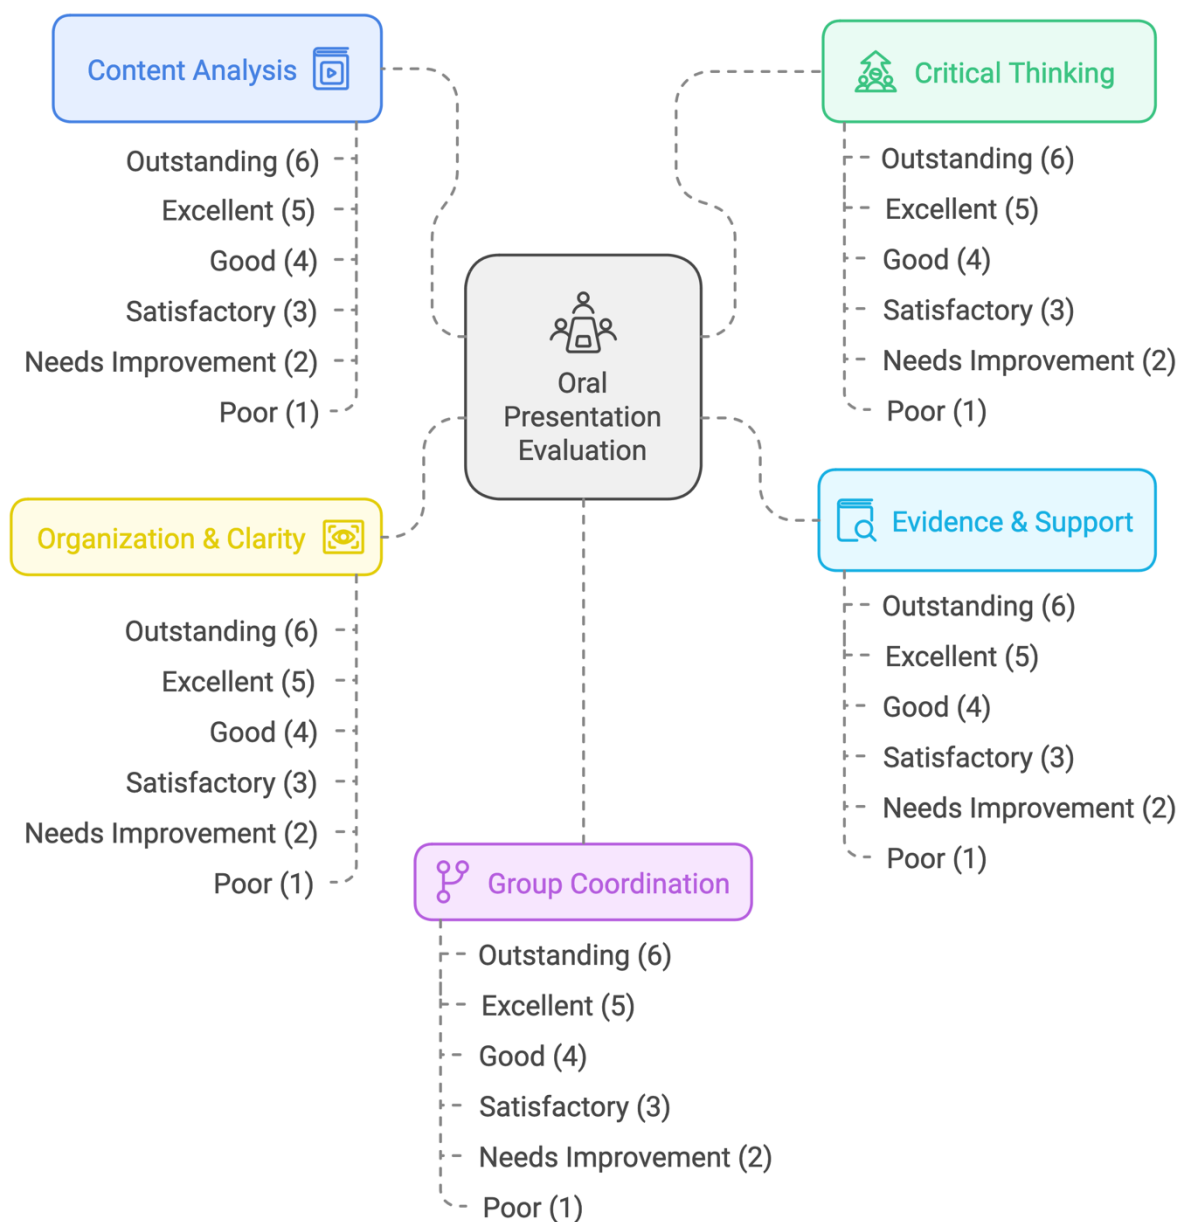 Content Analysis
Outstanding (6)
Excellent (5)
Good (4)
Satisfactory (3)
Needs Improvement (2)
Poor (1)
Critical Thinking
Outstanding (6)
Excellent (5)
Good (4)
Satisfactory (3)
Needs Improvement (2)
Poor (1)
Oral
Presentation
Evaluation
Organization & Clarity
Outstanding (6)
Excellent (5)
Good (4)
Satisfactory (3)
Needs Improvement (2)
Poor (1)
Evidence & Support
Outstanding (6)
Excellent (5)
Good (4)
Satisfactory (3)
Needs Improvement (2)
Poor (1)
Group Coordination
Outstanding (6)
Excellent (5)
Good (4)
Satisfactory (3)
Needs Improvement (2)
Poor (1)